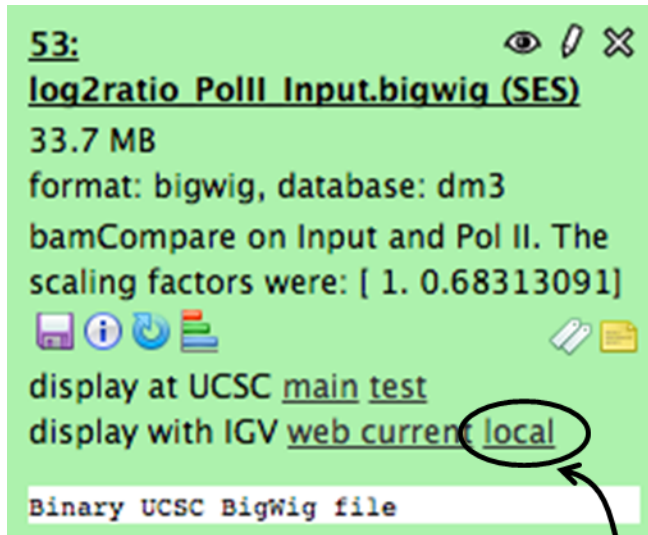 53:
log2ratio_PolII_Input.bigwig (SES)
33.7 MB
format: bigwig, database: dm3
bamCompare on Input and Pol II. The
scaling factors were: [ 1. 0.68313091]
display at UCSC main test
display with IGV web current local
Binary UCSC BigWig file